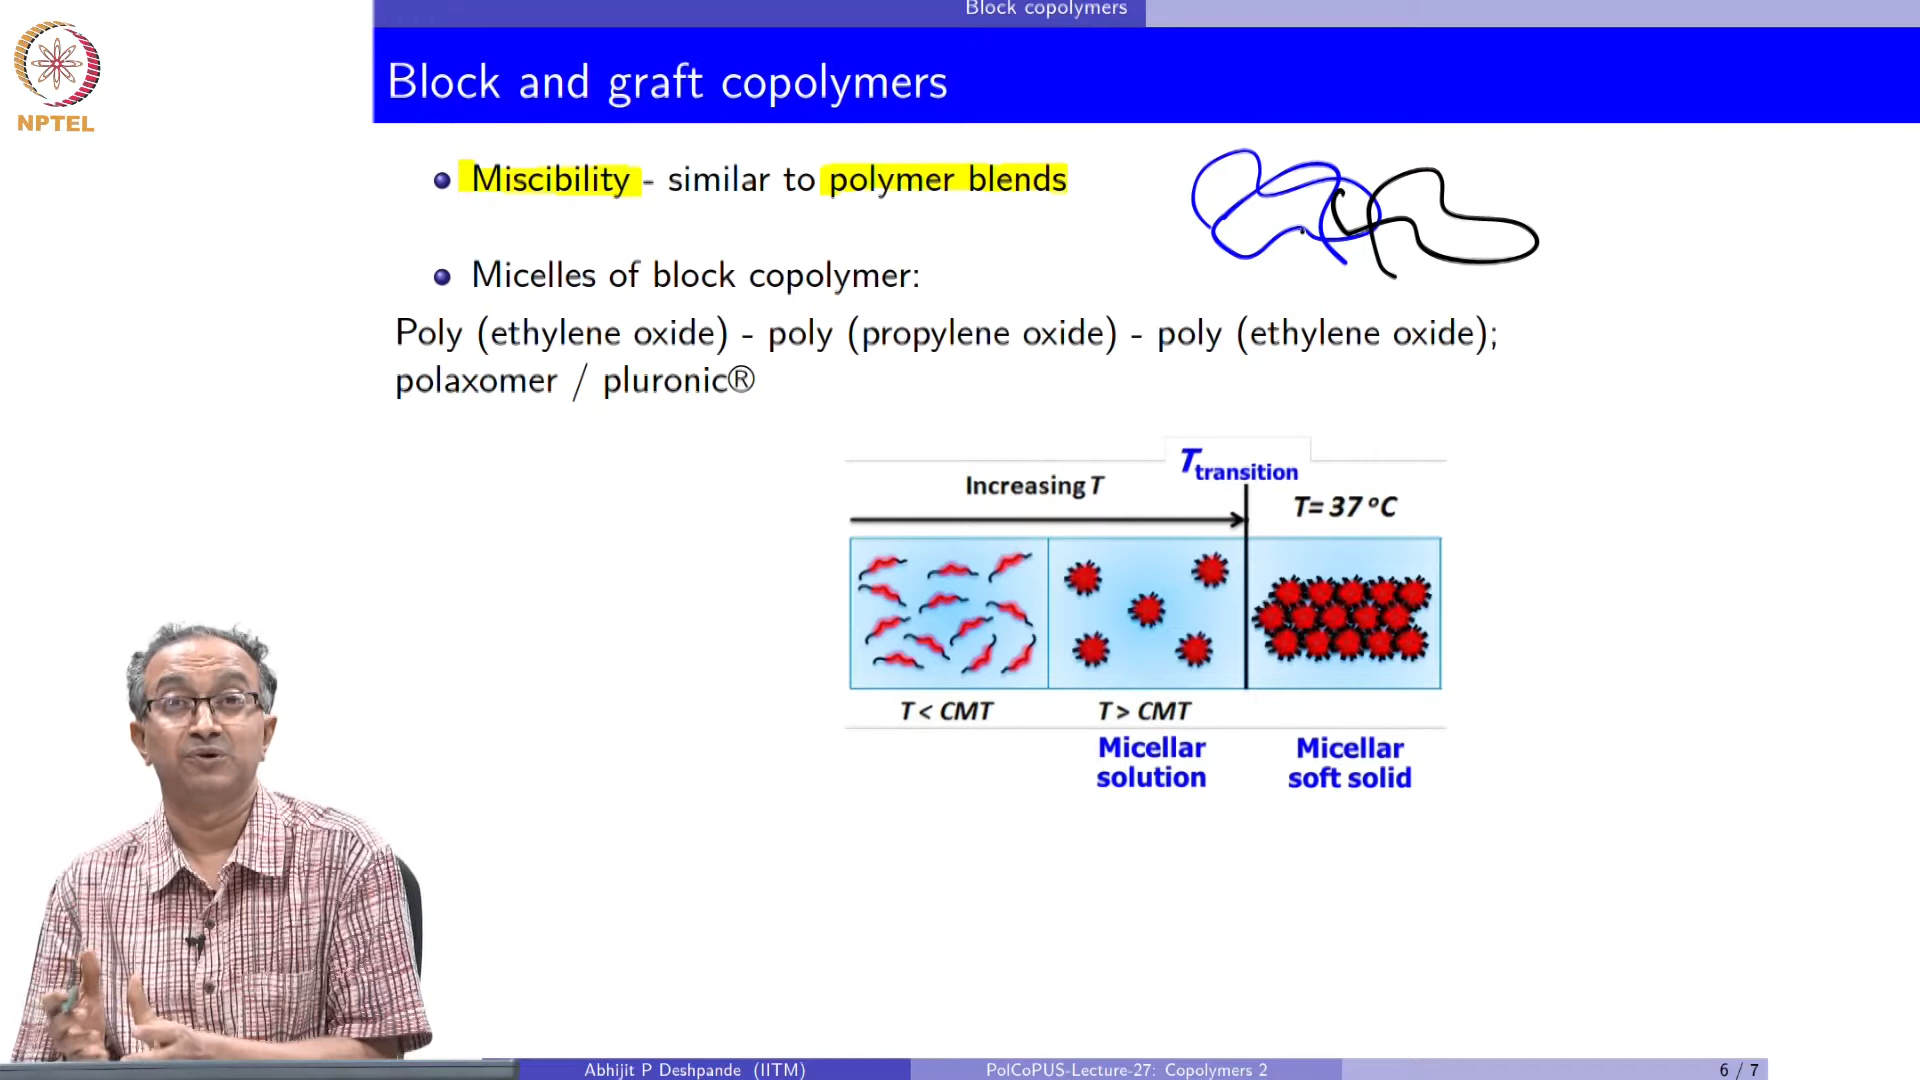 Block copolymers
NPTEL
Block and graft copolymers
Miscibility - similar to polymer blends
Micelles of block copolymer:
Poly (ethylene oxide) - poly (propylene oxide) - poly (ethylene oxide);
polaxomer / pluronic®
Ttransition
Increasing T
T= 37 °C
T < CMT
T > CMT
Micellar solution
Micellar soft solid
Abhijit P Deshpande (IITM)
PolCoPUS-Lecture-27: Copolymers 2
6 / 7